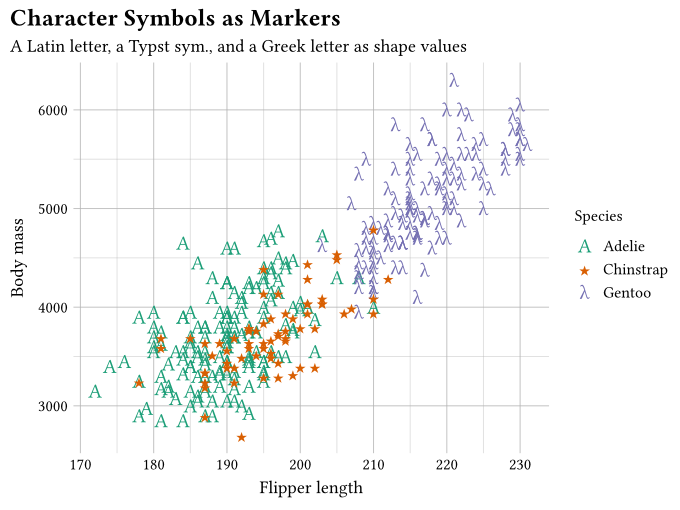 Character Symbols as Markers
A Latin letter, a Typst sym., and a Greek letter as shape values
6000
5000
4000
3000
Body mass
170 180 190 200 210 220 230
Flipper length
Species
A Adelie
★ Chinstrap
λ Gentoo